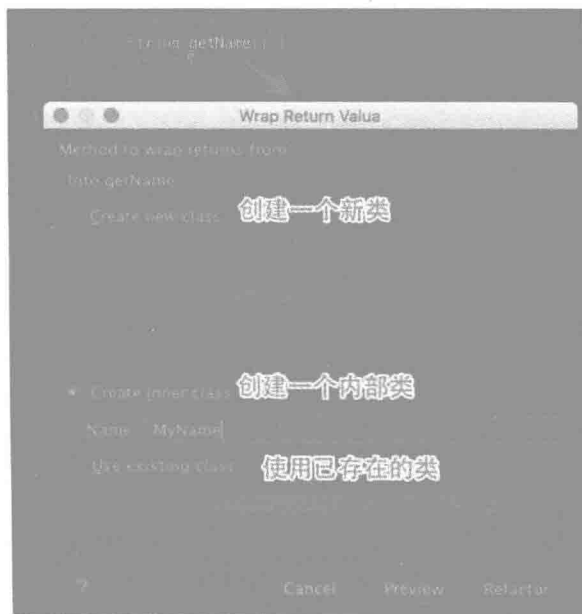 String getName() {
Wrap Return Value
Method to wrap returns from
Into getName
Create new class 创建一个新类
Create inner class 创建一个内部类
Name MyName
Use existing class 使用已存在的类
? Cancel Preview Refactor